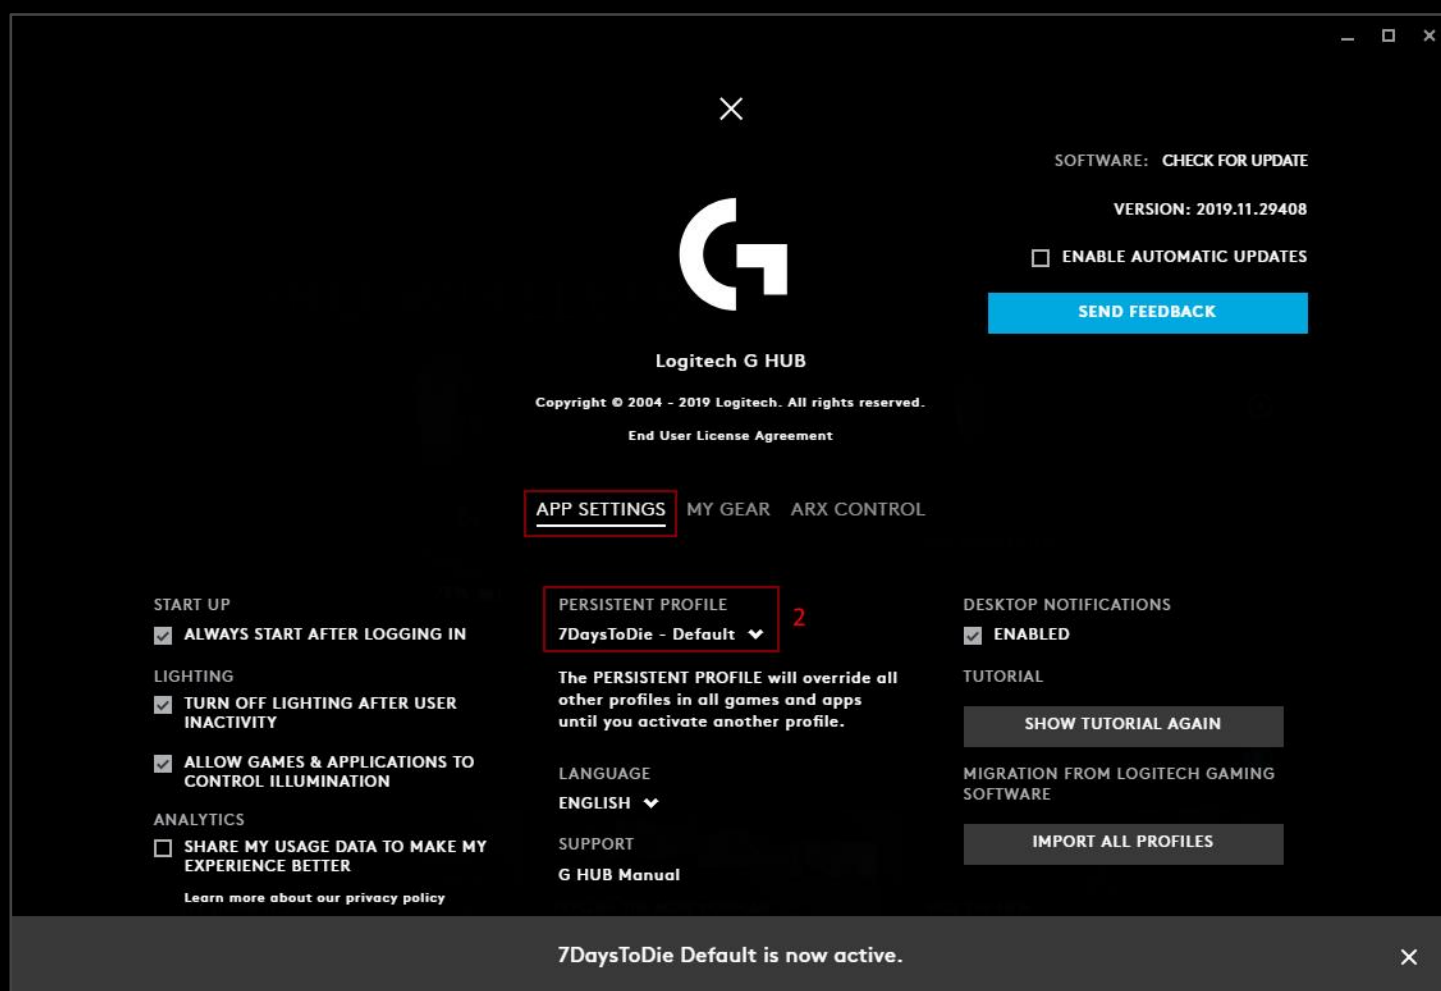 SOFTWARE: CHECK FOR UPDATE
VERSION: 2019.11.29408
ENABLE AUTOMATIC UPDATES
SEND FEEDBACK
Logitech G HUB
Copyright © 2004 - 2019 Logitech. All rights reserved.
End User License Agreement
APP SETTINGS MY GEAR ARX CONTROL
START UP
ALWAYS START AFTER LOGGING IN
LIGHTING
TURN OFF LIGHTING AFTER USER
INACTIVITY
ALLOW GAMES & APPLICATIONS TO
CONTROL ILLUMINATION
ANALYTICS
SHARE MY USAGE DATA TO MAKE MY
EXPERIENCE BETTER
Learn more about our privacy policy
PERSISTENT PROFILE
7DaysToDie - Default
2
The PERSISTENT PROFILE will override all
other profiles in all games and apps
until you activate another profile.
LANGUAGE
ENGLISH
SUPPORT
G HUB Manual
DESKTOP NOTIFICATIONS
ENABLED
TUTORIAL
SHOW TUTORIAL AGAIN
MIGRATION FROM LOGITECH GAMING
SOFTWARE
IMPORT ALL PROFILES
7DaysToDie Default is now active.